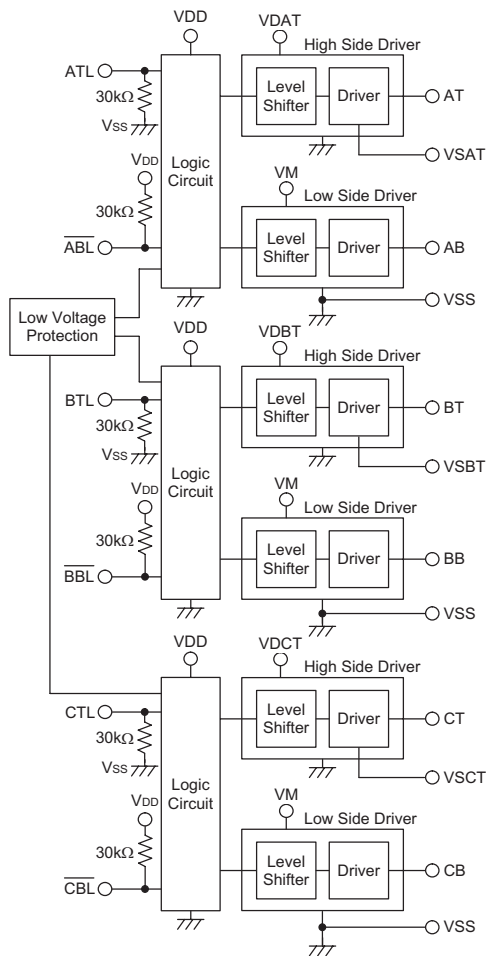 VDD
VDAT
High Side Driver
ATL
30kΩ
VSS
Level
Shifter
Driver
AT
VSAT
VDD
Logic
Circuit
30kΩ
VM
Low Side Driver
ABL
Level
Shifter
Driver
AB
VSS
Low Voltage
Protection
VDD
VDBT
High Side Driver
BTL
30kΩ
VSS
Level
Shifter
Driver
BT
VSBT
VDD
Logic
Circuit
30kΩ
VM
Low Side Driver
BBL
Level
Shifter
Driver
BB
VSS
VDD
VDCT
High Side Driver
CTL
30kΩ
VSS
Level
Shifter
Driver
CT
VSCT
VDD
Logic
Circuit
30kΩ
VM
Low Side Driver
CBL
Level
Shifter
Driver
CB
VSS